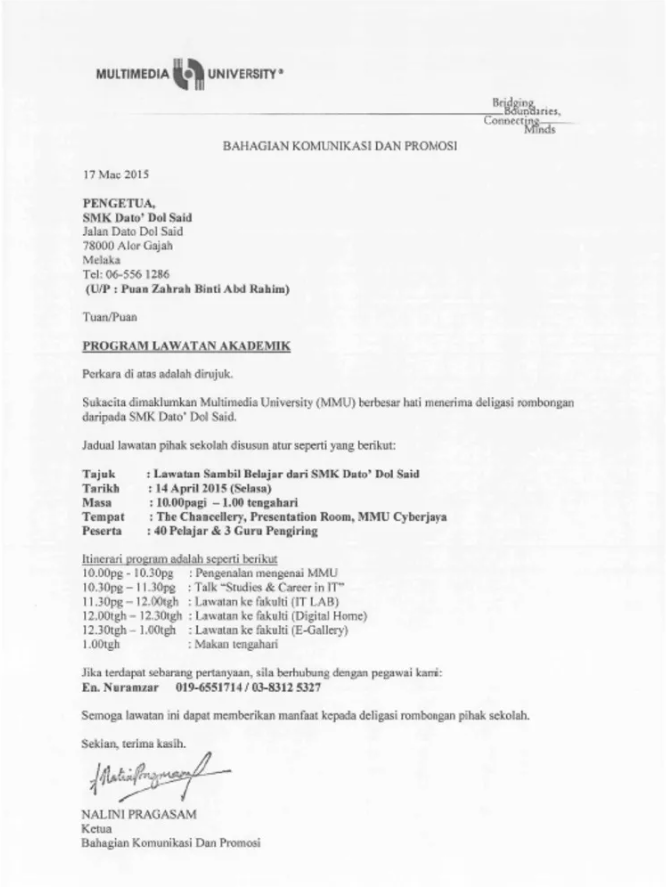 MULTIMEDIA UNIVERSITY®
Bridging
Boundaries,
Connecting
Minds
BAHAGIAN KOMUNIKASI DAN PROMOSI
17 Mac 2015
PENGETUA,
SMK Dato' Dol Said
Jalan Dato Dol Said
78000 Alor Gajah
Melaka
Tel: 06-556 1286
(U/P : Puan Zahrah Binti Abd Rahim)
Tuan/Puan
PROGRAM LAWATAN AKADEMIK
Perkara di atas adalah dirujuk.
Sukacita dimaklumkan Multimedia University (MMU) berbesar hati menerima deligasi rombongan
daripada SMK Dato' Dol Said.
Jadual lawatan pihak sekolah disusun atur seperti yang berikut:
Tajuk : Lawatan Sambil Belajar dari SMK Dato' Dol Said
Tarikh : 14 April 2015 (Selasa)
Masa : 10.00pagi – 1.00 tengahari
Tempat : The Chancellery, Presentation Room, MMU Cyberjaya
Peserta : 40 Pelajar & 3 Guru Pengiring
Itinerari program adalah seperti berikut
10.00pg - 10.30pg : Pengenalan mengenai MMU
10.30pg – 11.30pg : Talk "Studies & Career in IT"
11.30pg – 12.00tgh : Lawatan ke fakulti (IT LAB)
12.00tgh – 12.30tgh : Lawatan ke fakulti (Digital Home)
12.30tgh – 1.00tgh : Lawatan ke fakulti (E-Gallery)
1.00tgh : Makan tengahari
Jika terdapat sebarang pertanyaan, sila berhubung dengan pegawai kami:
En. Nuramzar 019-6551714 / 03-8312 5327
Semoga lawatan ini dapat memberikan manfaat kepada deligasi rombongan pihak sekolah.
Sekian, terima kasih.
NALINI PRAGASAM
Ketua
Bahagian Komunikasi Dan Promosi